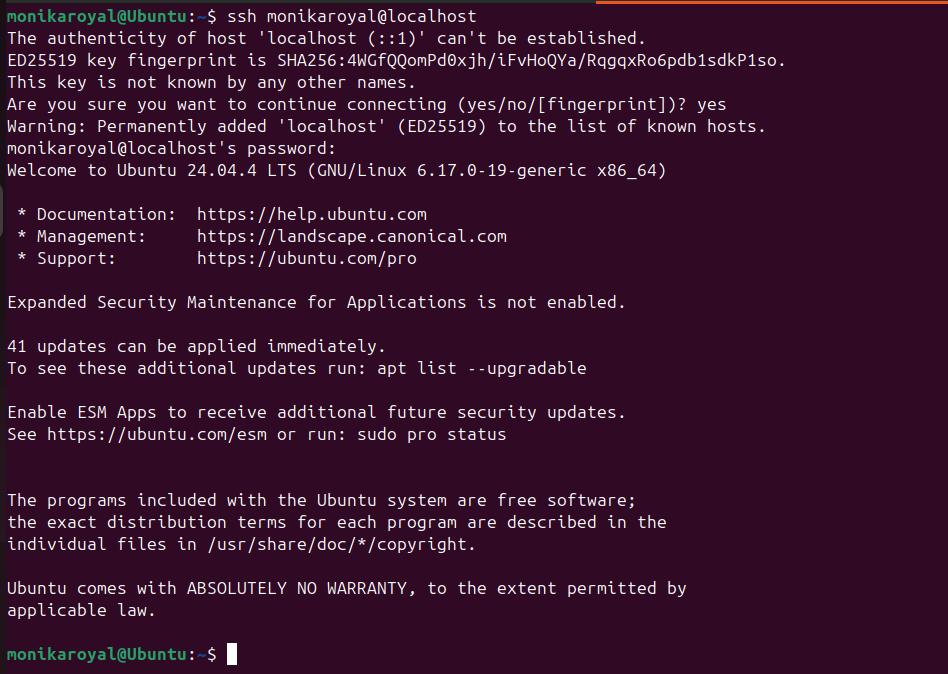 monikaroyal@Ubuntu:~$ ssh monikaroyal@localhost
The authenticity of host 'localhost (::1)' can't be established.
ED25519 key fingerprint is SHA256:4WGfQQomPd0xjh/iFvHoQYa/RqgqxRo6pdb1sdkP1so.
This key is not known by any other names.
Are you sure you want to continue connecting (yes/no/[fingerprint])? yes
Warning: Permanently added 'localhost' (ED25519) to the list of known hosts.
monikaroyal@localhost's password:
Welcome to Ubuntu 24.04.4 LTS (GNU/Linux 6.17.0-19-generic x86_64)

 * Documentation:  https://help.ubuntu.com
 * Management:     https://landscape.canonical.com
 * Support:        https://ubuntu.com/pro

Expanded Security Maintenance for Applications is not enabled.

41 updates can be applied immediately.
To see these additional updates run: apt list --upgradable

Enable ESM Apps to receive additional future security updates.
See https://ubuntu.com/esm or run: sudo pro status


The programs included with the Ubuntu system are free software;
the exact distribution terms for each program are described in the
individual files in /usr/share/doc/*/copyright.

Ubuntu comes with ABSOLUTELY NO WARRANTY, to the extent permitted by
applicable law.

monikaroyal@Ubuntu:~$